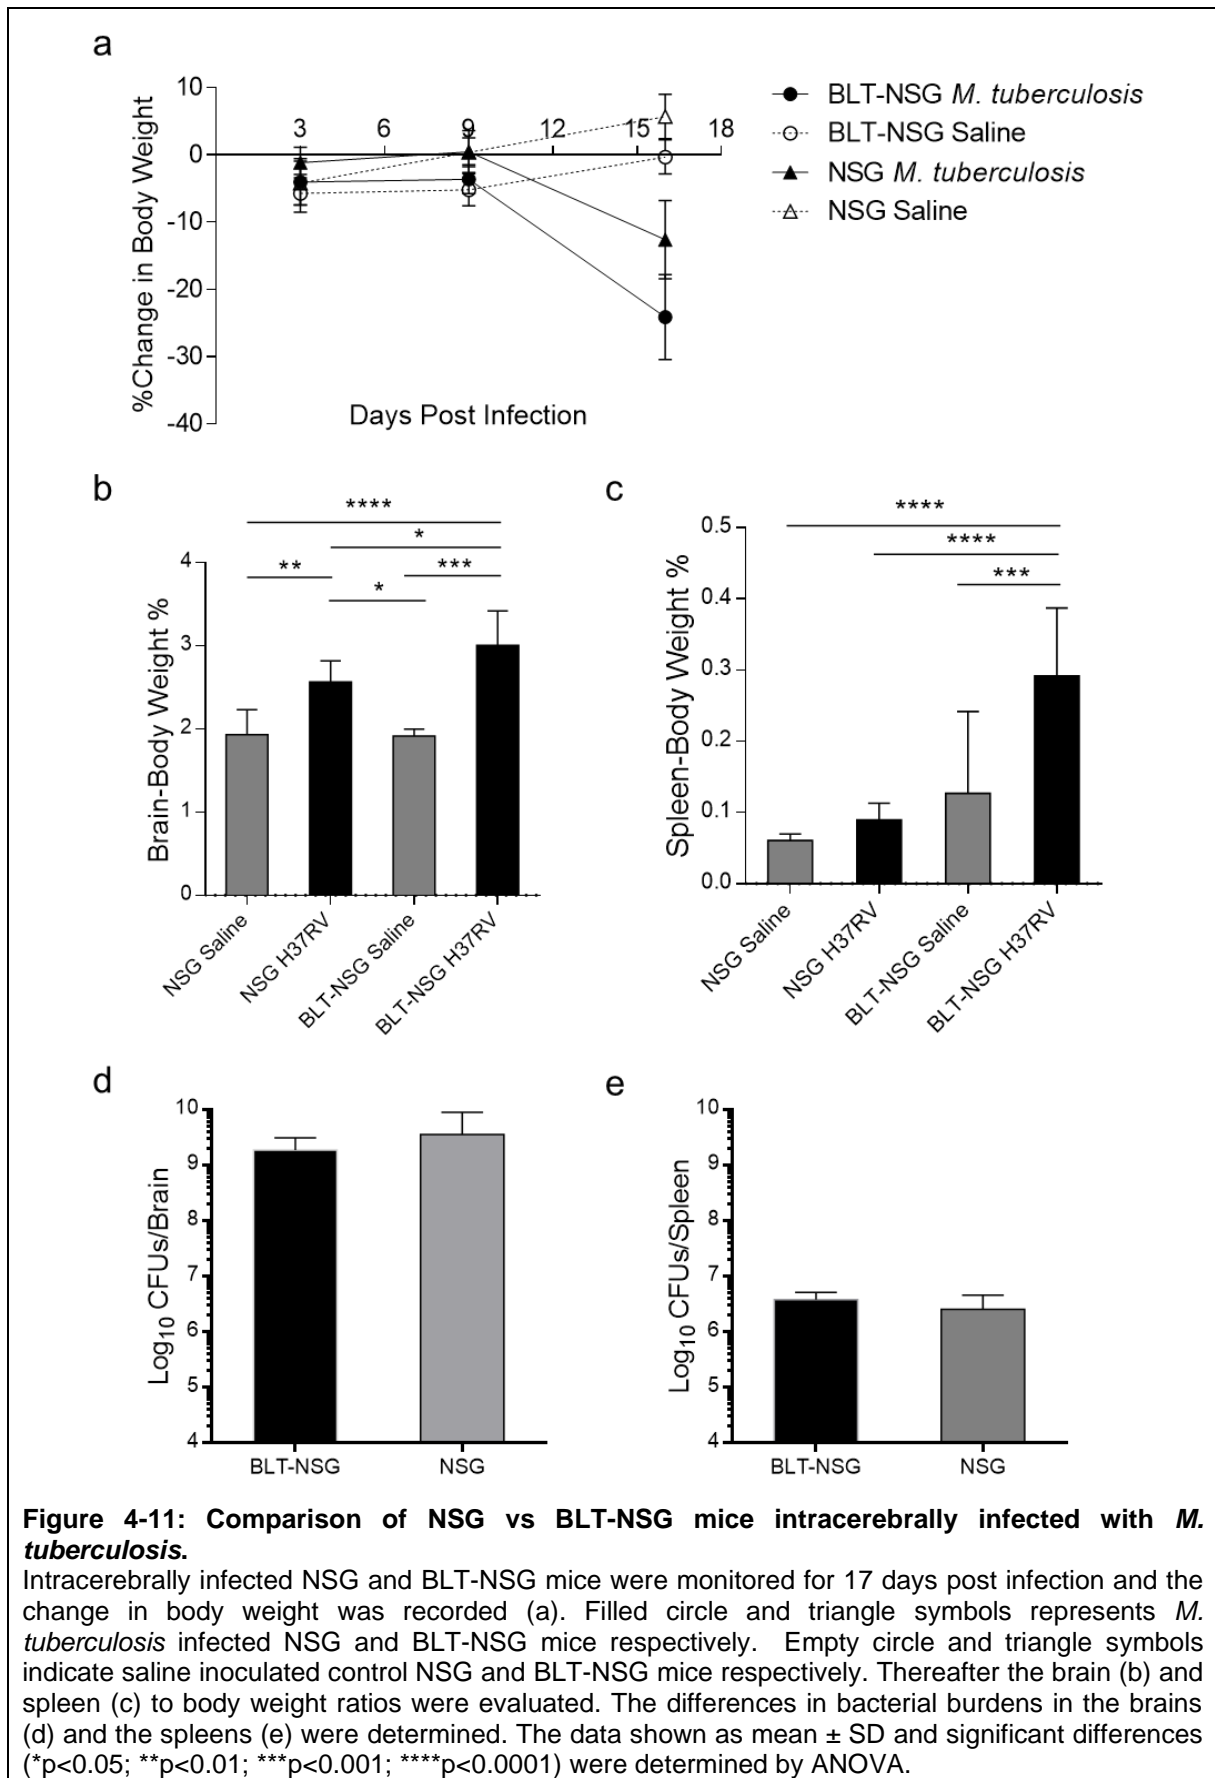 a
10
0
-10
-20
-30
-40
%Change in Body Weight
3 6 9 12 15 18
Days Post Infection
BLT-NSG M. tuberculosis
BLT-NSG Saline
NSG M. tuberculosis
NSG Saline
b
****
*
** ***
*
4
3
2
1
0
Brain-Body Weight %
NSG Saline
NSG H37RV
BLT-NSG Saline
BLT-NSG H37RV
c
****
****
***
0.5
0.4
0.3
0.2
0.1
0.0
Spleen-Body Weight %
NSG Saline
NSG H37RV
BLT-NSG Saline
BLT-NSG H37RV
d
10
9
8
7
6
5
4
Log10 CFUs/Brain
BLT-NSG NSG
e
10
9
8
7
6
5
4
Log10 CFUs/Spleen
BLT-NSG NSG
Figure 4-11: Comparison of NSG vs BLT-NSG mice intracerebrally infected with M.
tuberculosis.
Intracerebrally infected NSG and BLT-NSG mice were monitored for 17 days post infection and the
change in body weight was recorded (a). Filled circle and triangle symbols represents M.
tuberculosis infected NSG and BLT-NSG mice respectively. Empty circle and triangle symbols
indicate saline inoculated control NSG and BLT-NSG mice respectively. Thereafter the brain (b) and
spleen (c) to body weight ratios were evaluated. The differences in bacterial burdens in the brains
(d) and the spleens (e) were determined. The data shown as mean ± SD and significant differences
(*p<0.05; **p<0.01; ***p<0.001; ****p<0.0001) were determined by ANOVA.